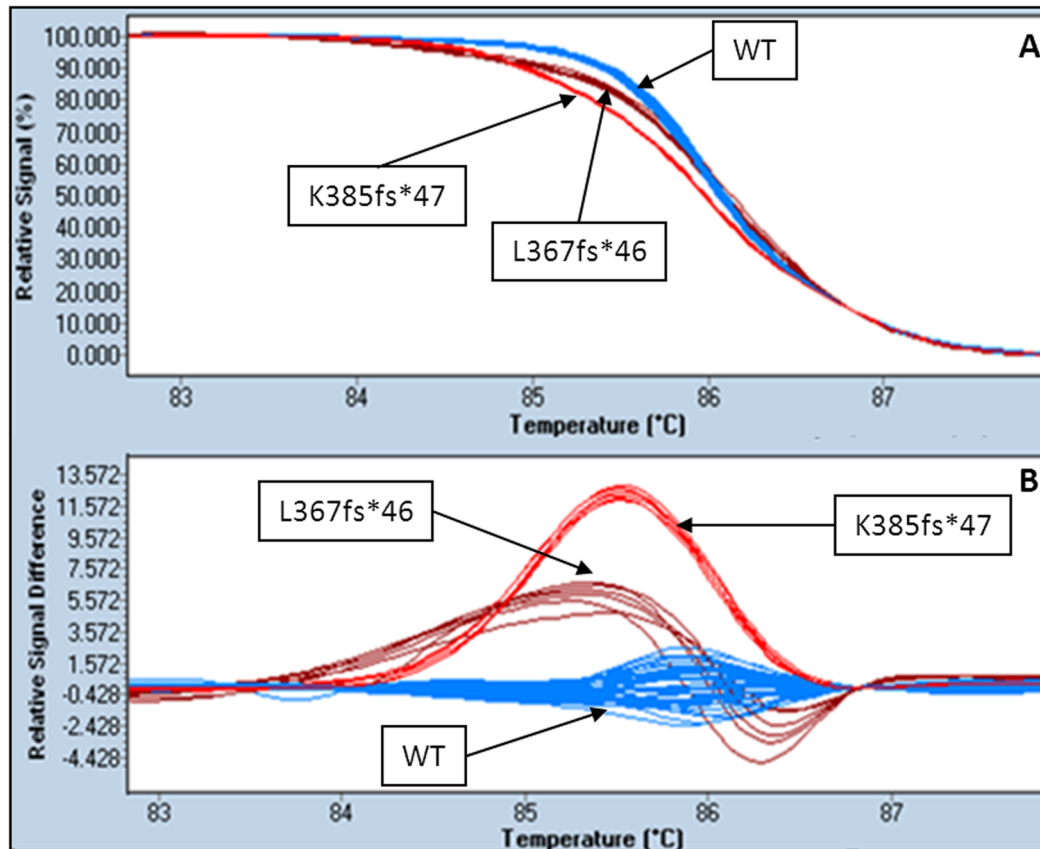 A
Relative Signal (%)
100.000
90.000
80.000
70.000
60.000
50.000
40.000
30.000
20.000
10.000
0.000
WT
K385fs*47
L367fs*46
83 84 85 86 87
Temperature (°C)
B
Relative Signal Difference
13.572
11.572
9.572
7.572
5.572
3.572
1.572
-0.428
-2.428
-4.428
L367fs*46
K385fs*47
WT
83 84 85 86 87
Temperature (°C)